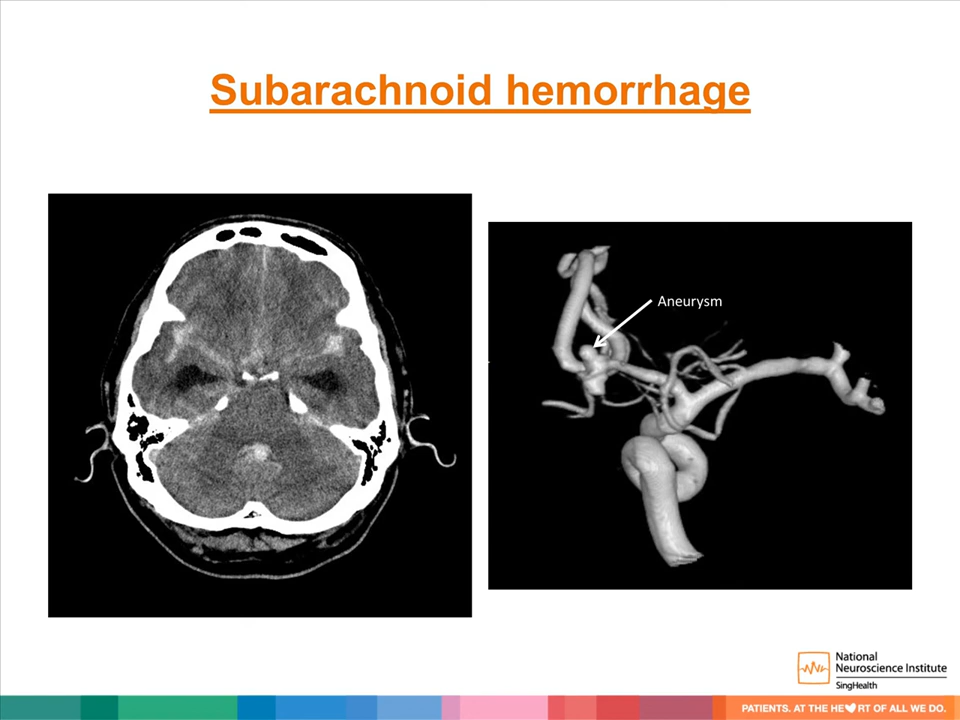 Subarachnoid hemorrhage
Aneurysm
National
Neuroscience Institute
SingHealth
PATIENTS. AT THE HE RT OF ALL WE DO.